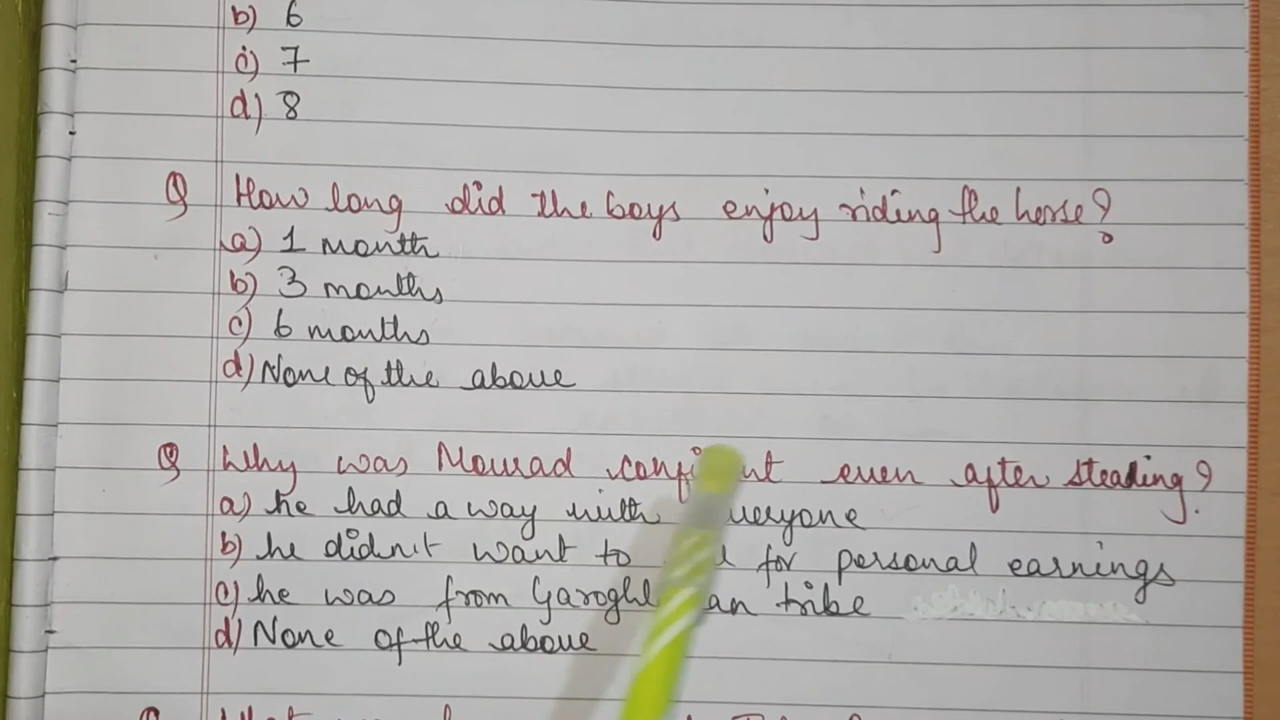 b) 6
c) 7
d) 8
Q How long did the boys enjoy riding the horse?
a) 1 month
b) 3 months
c) 6 months
d) None of the above
Q Why was Mourad even after stealing?
a) he had a way with
b) he didn't want to for personal earnings
c) he was from tribe
d) None of the above